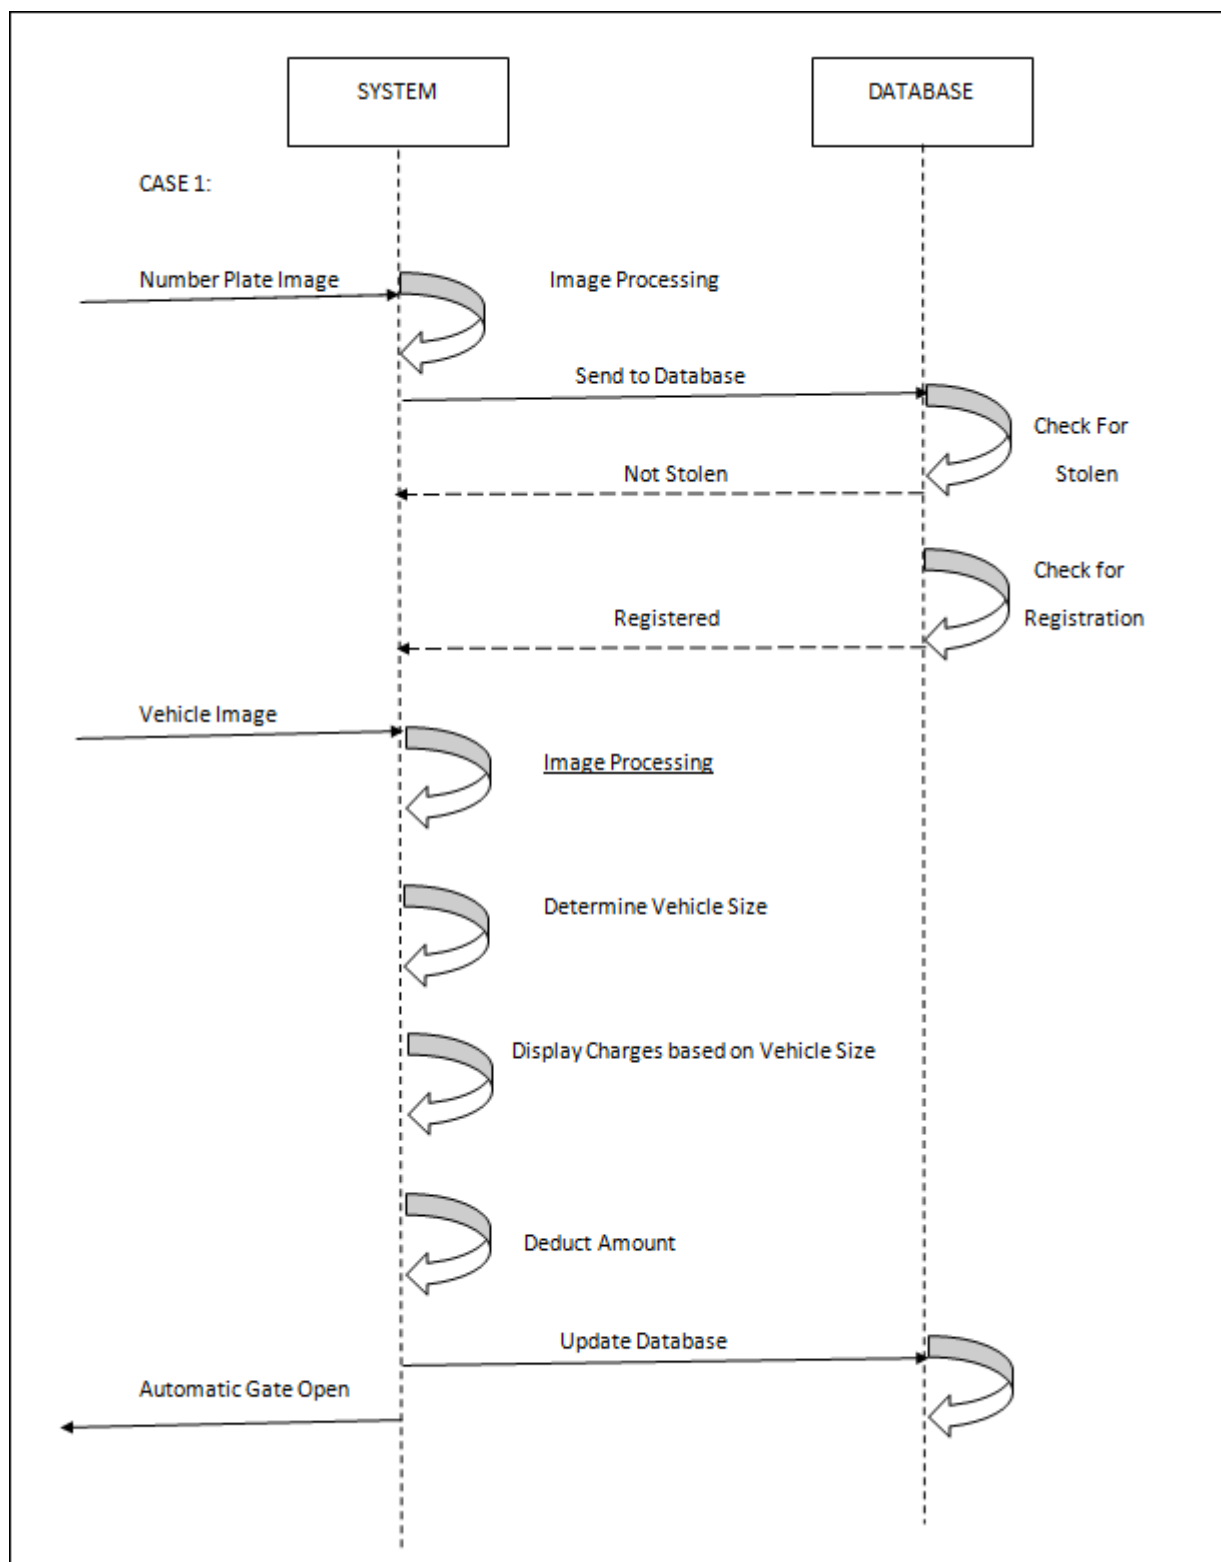 SYSTEM
DATABASE
CASE 1:
Number Plate Image
Image Processing
Send to Database
Check For
Stolen
Not Stolen
Check for
Registration
Registered
Vehicle Image
Image Processing
Determine Vehicle Size
Display Charges based on Vehicle Size
Deduct Amount
Update Database
Automatic Gate Open